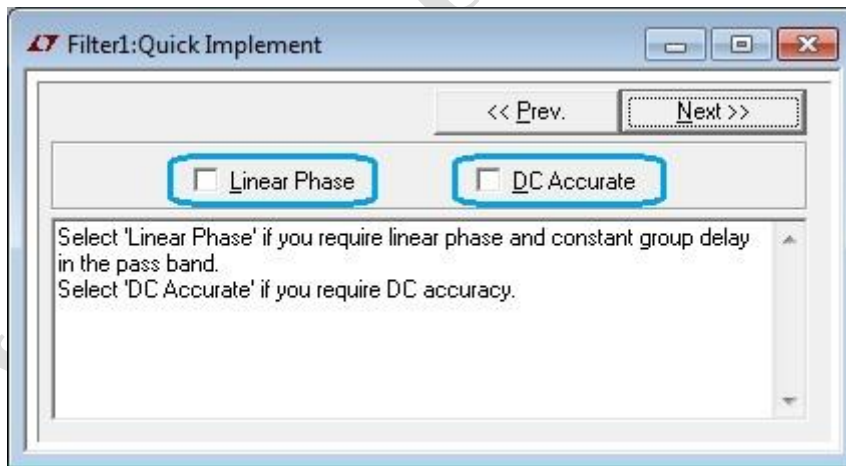 Filter1:Quick Implement
<< Prev. Next >>
Linear Phase DC Accurate
Select 'Linear Phase' if you require linear phase and constant group delay
in the pass band.
Select 'DC Accurate' if you require DC accuracy.